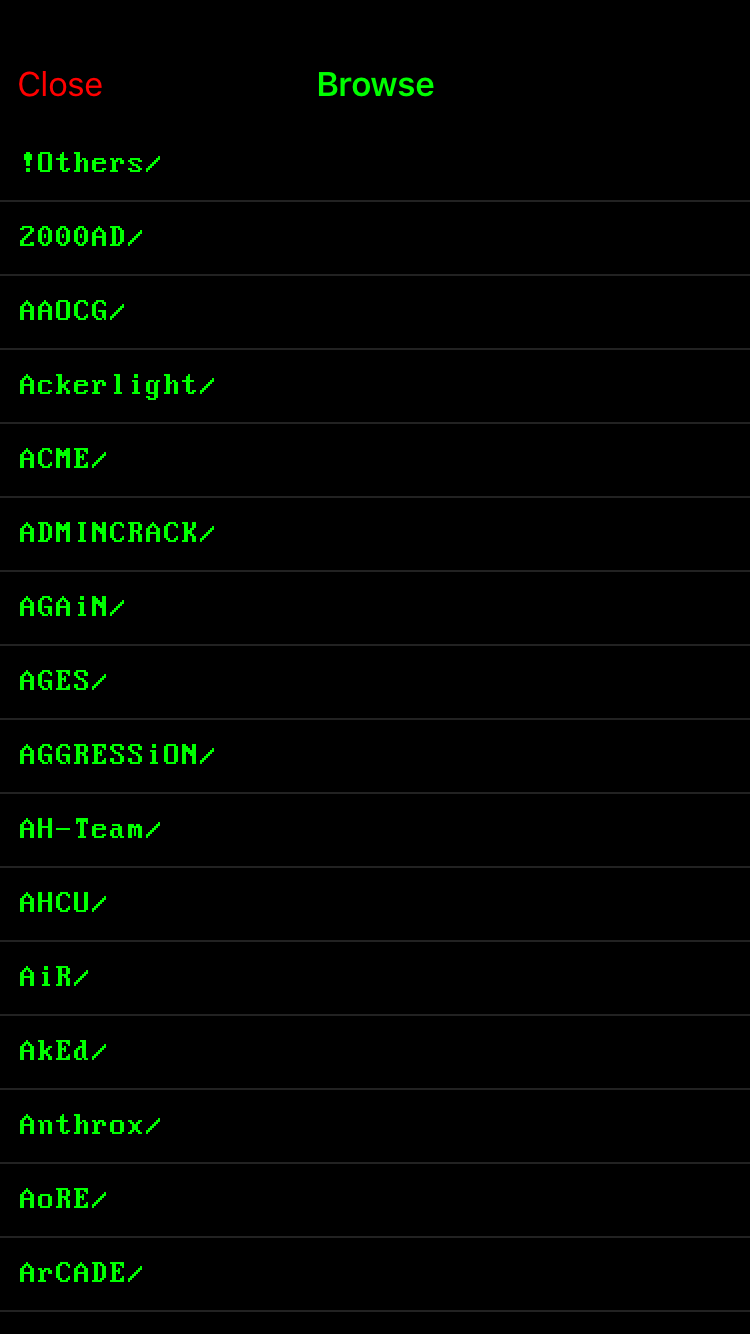 Close Browse
!Others/
2000AD/
AAOCG/
Ackerlight/
ACME/
ADMINCRACK/
AGAiN/
AGES/
AGGRESSiON/
AH-Team/
AHCU/
AiR/
AkEd/
Anthrox/
AoRE/
ArCADE/